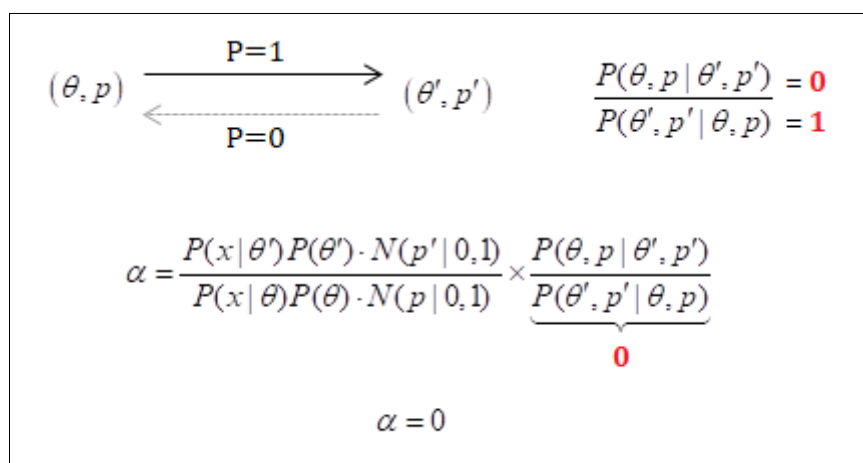 P=1
(θ, p) (θ′, p′)
P=0
P(θ, p | θ′, p′) = 0
P(θ′, p′ | θ, p) = 1
α = P(x | θ′)P(θ′) · N(p′ | 0,1) / P(x | θ)P(θ) · N(p | 0,1) × P(θ, p | θ′, p′) / P(θ′, p′ | θ, p)
0
α = 0